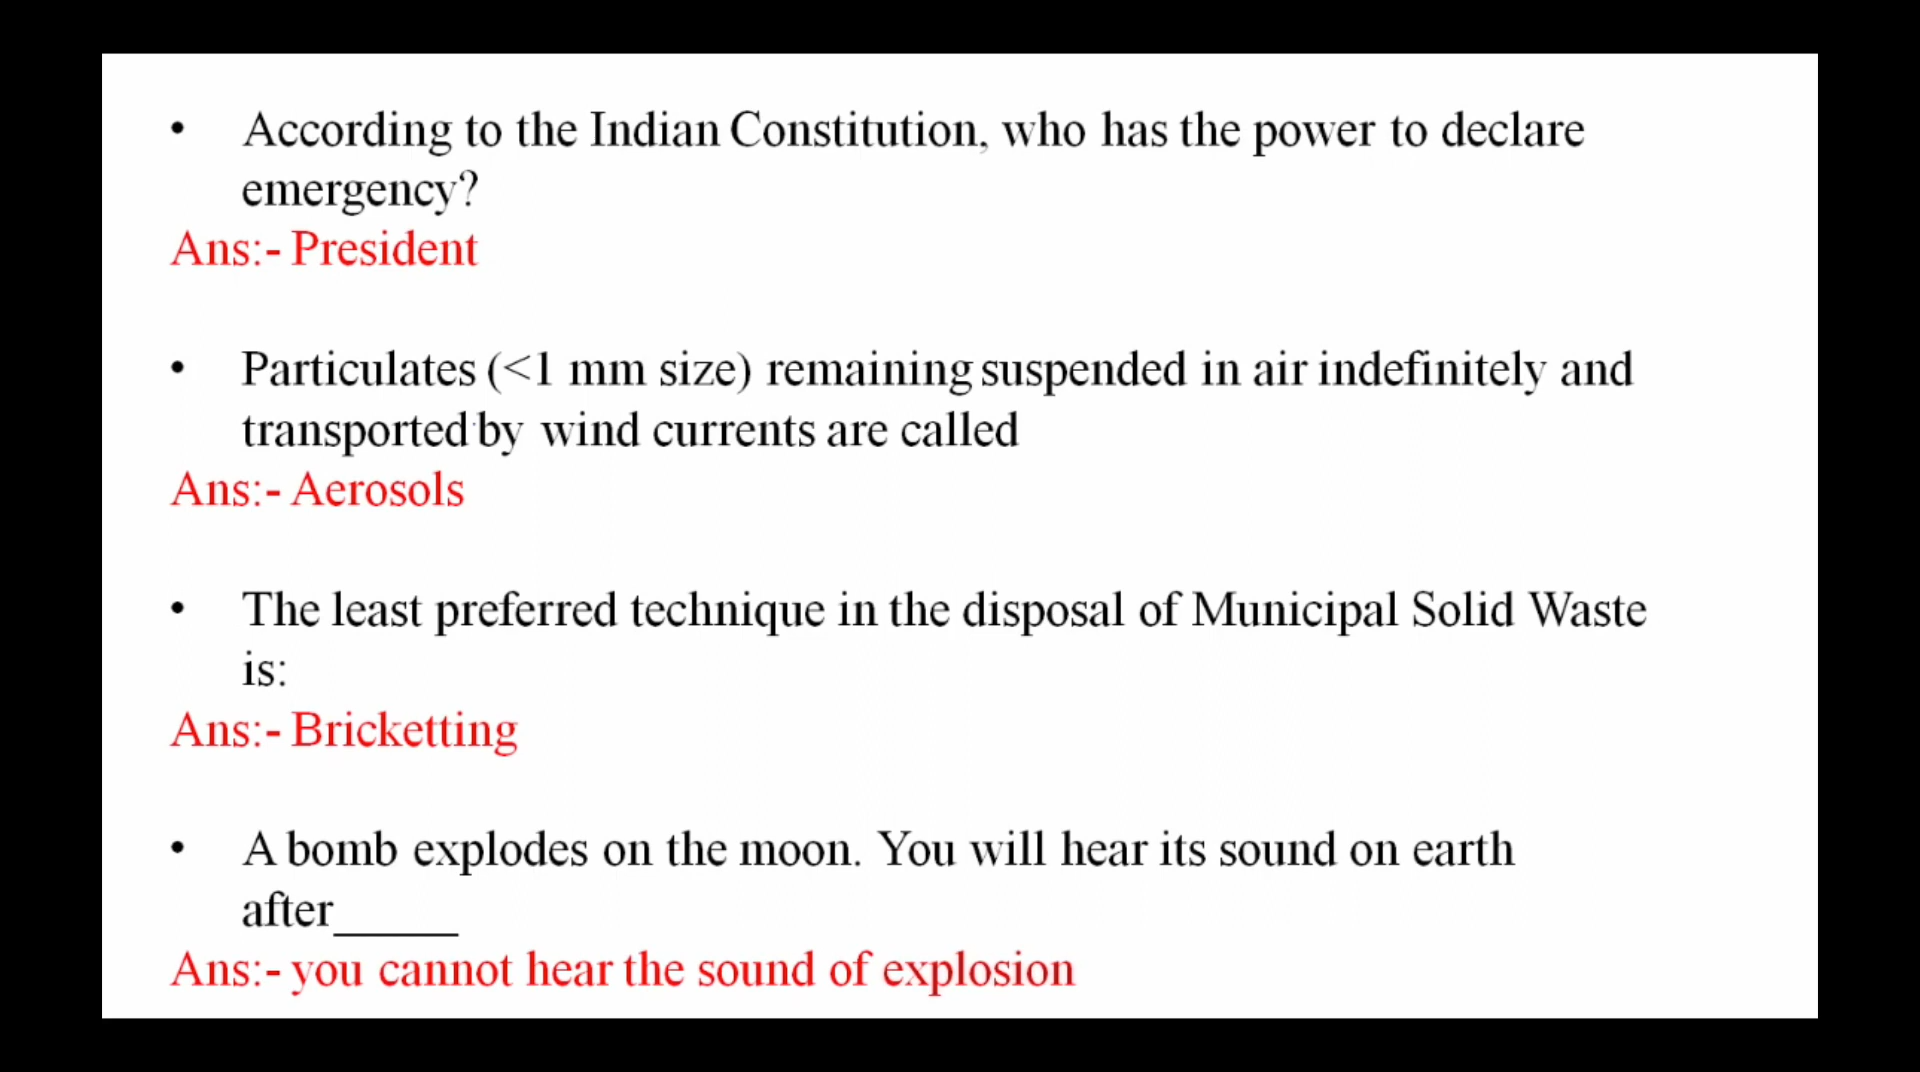 • According to the Indian Constitution, who has the power to declare
emergency?
Ans:- President
• Particulates (<1 mm size) remaining suspended in air indefinitely and
transported by wind currents are called
Ans:- Aerosols
• The least preferred technique in the disposal of Municipal Solid Waste
is:
Ans:- Bricketting
• A bomb explodes on the moon. You will hear its sound on earth
after_____
Ans:- you cannot hear the sound of explosion